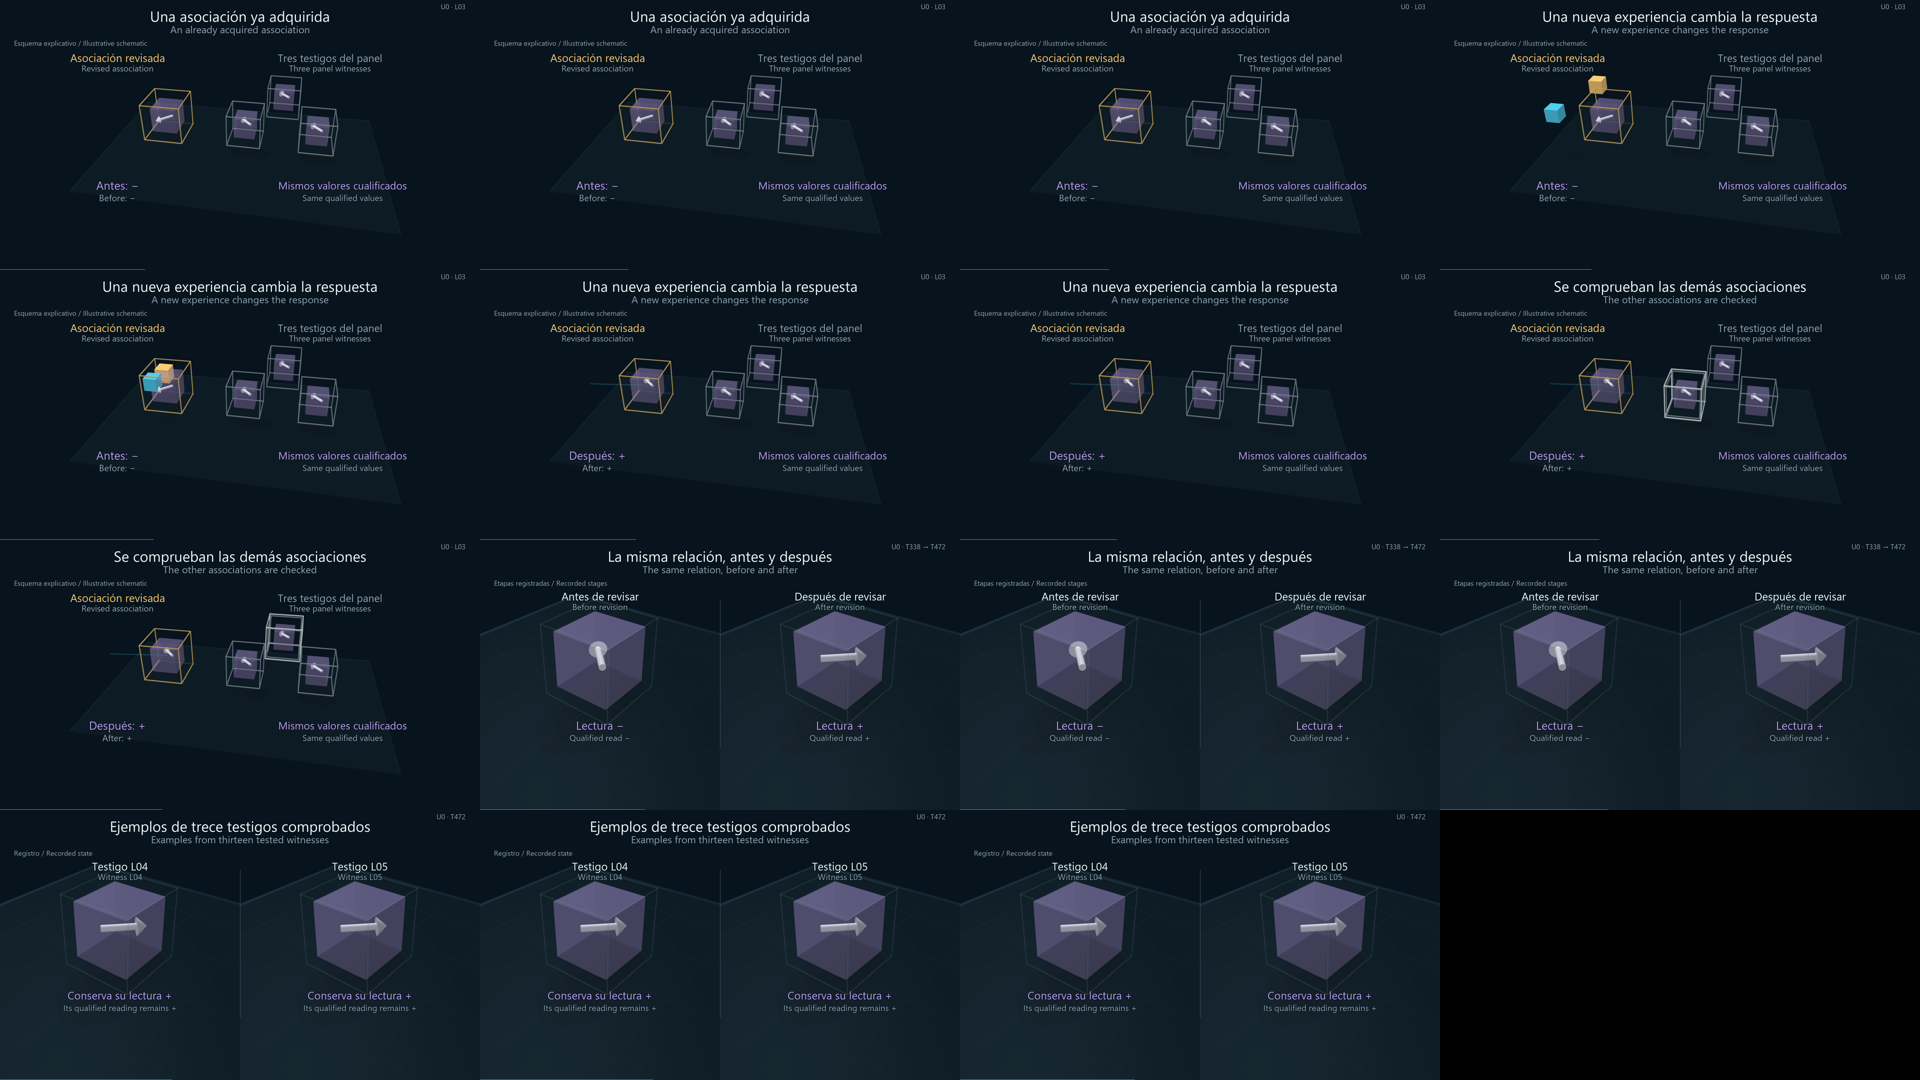 U0 · L03
Una asociación ya adquirida
An already acquired association
Esquema explicativo / Illustrative schematic
Asociación revisada
Revised association
Tres testigos del panel
Three panel witnesses
Antes: –
Before: –
Mismos valores cualificados
Same qualified values
U0 · L03
Una asociación ya adquirida
An already acquired association
Esquema explicativo / Illustrative schematic
Asociación revisada
Revised association
Tres testigos del panel
Three panel witnesses
Antes: –
Before: –
Mismos valores cualificados
Same qualified values
U0 · L03
Una asociación ya adquirida
An already acquired association
Esquema explicativo / Illustrative schematic
Asociación revisada
Revised association
Tres testigos del panel
Three panel witnesses
Antes: –
Before: –
Mismos valores cualificados
Same qualified values
U0 · L03
Una nueva experiencia cambia la respuesta
A new experience changes the response
Esquema explicativo / Illustrative schematic
Asociación revisada
Revised association
Tres testigos del panel
Three panel witnesses
Antes: –
Before: –
Mismos valores cualificados
Same qualified values
U0 · L03
Una nueva experiencia cambia la respuesta
A new experience changes the response
Esquema explicativo / Illustrative schematic
Asociación revisada
Revised association
Tres testigos del panel
Three panel witnesses
Antes: –
Before: –
Mismos valores cualificados
Same qualified values
U0 · L03
Una nueva experiencia cambia la respuesta
A new experience changes the response
Esquema explicativo / Illustrative schematic
Asociación revisada
Revised association
Tres testigos del panel
Three panel witnesses
Después: +
After: +
Mismos valores cualificados
Same qualified values
U0 · L03
Una nueva experiencia cambia la respuesta
A new experience changes the response
Esquema explicativo / Illustrative schematic
Asociación revisada
Revised association
Tres testigos del panel
Three panel witnesses
Después: +
After: +
Mismos valores cualificados
Same qualified values
U0 · L03
Se comprueban las demás asociaciones
The other associations are checked
Esquema explicativo / Illustrative schematic
Asociación revisada
Revised association
Tres testigos del panel
Three panel witnesses
Después: +
After: +
Mismos valores cualificados
Same qualified values
U0 · L03
Se comprueban las demás asociaciones
The other associations are checked
Esquema explicativo / Illustrative schematic
Asociación revisada
Revised association
Tres testigos del panel
Three panel witnesses
Después: +
After: +
Mismos valores cualificados
Same qualified values
U0 · T338 → T472
La misma relación, antes y después
The same relation, before and after
Etapas registradas / Recorded stages
Antes de revisar
Before revision
Después de revisar
After revision
Lectura –
Qualified read –
Lectura +
Qualified read +
U0 · T338 → T472
La misma relación, antes y después
The same relation, before and after
Etapas registradas / Recorded stages
Antes de revisar
Before revision
Después de revisar
After revision
Lectura –
Qualified read –
Lectura +
Qualified read +
U0 · T338 → T472
La misma relación, antes y después
The same relation, before and after
Etapas registradas / Recorded stages
Antes de revisar
Before revision
Después de revisar
After revision
Lectura –
Qualified read –
Lectura +
Qualified read +
U0 · T472
Ejemplos de trece testigos comprobados
Examples from thirteen tested witnesses
Registro / Recorded state
Testigo L04
Witness L04
Testigo L05
Witness L05
Conserva su lectura +
Its qualified reading remains +
Conserva su lectura +
Its qualified reading remains +
U0 · T472
Ejemplos de trece testigos comprobados
Examples from thirteen tested witnesses
Registro / Recorded state
Testigo L04
Witness L04
Testigo L05
Witness L05
Conserva su lectura +
Its qualified reading remains +
Conserva su lectura +
Its qualified reading remains +
U0 · T472
Ejemplos de trece testigos comprobados
Examples from thirteen tested witnesses
Registro / Recorded state
Testigo L04
Witness L04
Testigo L05
Witness L05
Conserva su lectura +
Its qualified reading remains +
Conserva su lectura +
Its qualified reading remains +